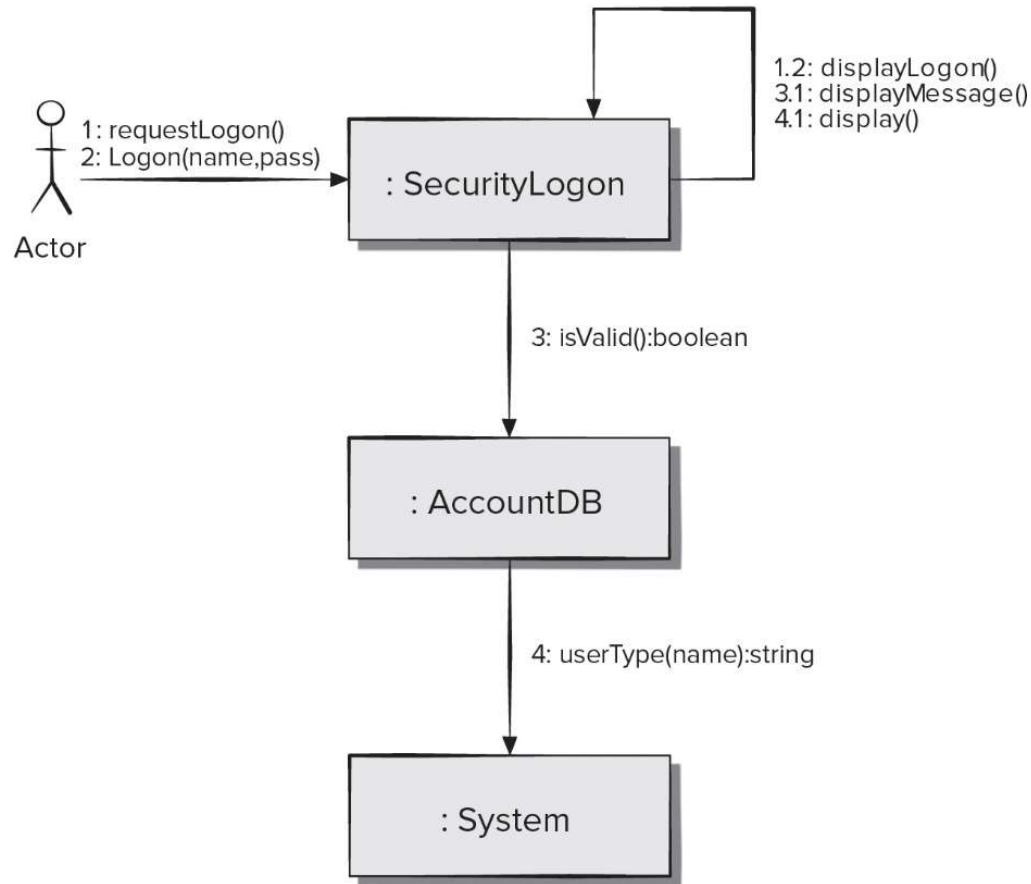 1: requestLogon()
2: Logon(name,pass)
Actor
: SecurityLogon
1.2: displayLogon()
3.1: displayMessage()
4.1: display()
3: isValid():boolean
: AccountDB
4: userType(name):string
: System